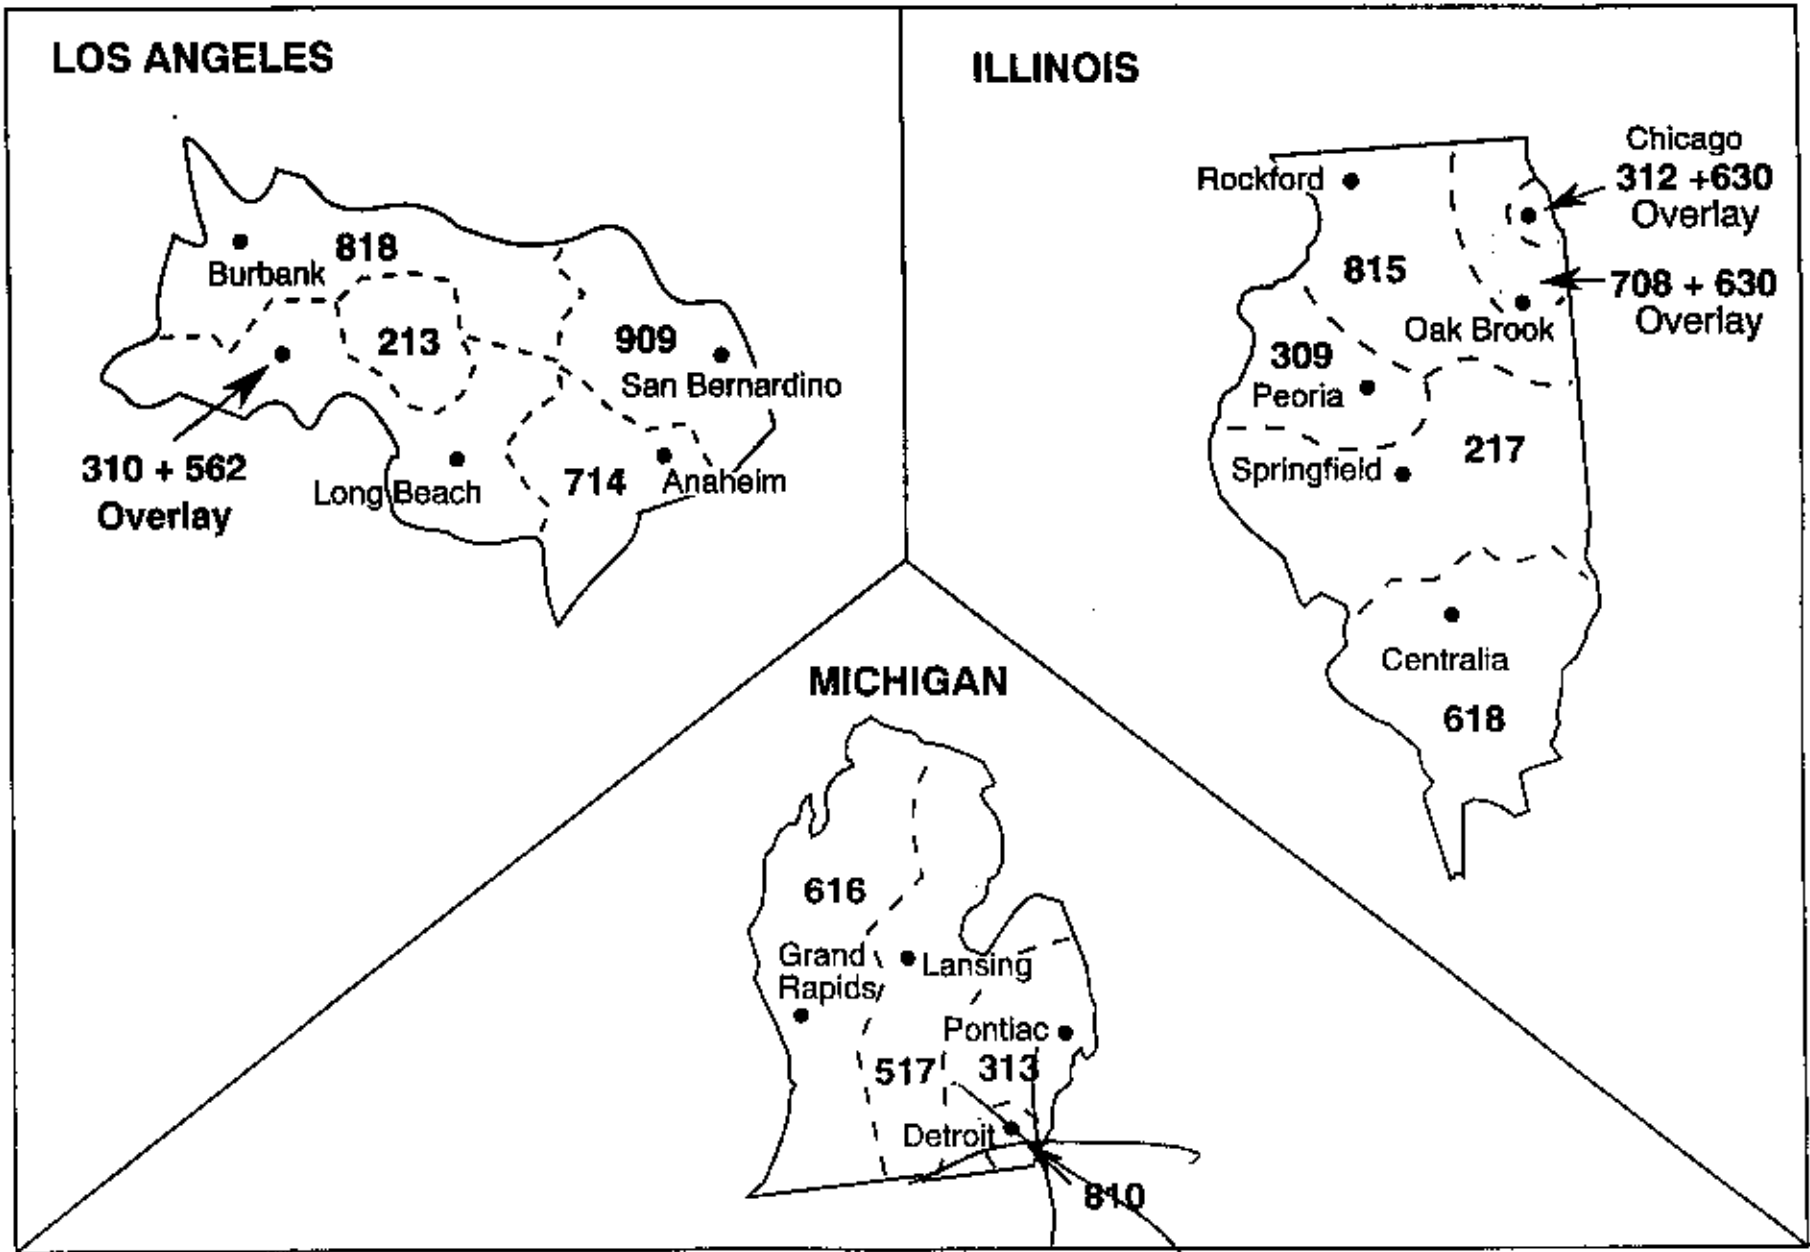 LOS ANGELES
818
Burbank
213
909
San Bernardino
310 + 562
Overlay
Long Beach
714
Anaheim
ILLINOIS
Chicago
312 +630
Overlay
Rockford
815
708 + 630
Overlay
Oak Brook
309
Peoria
217
Springfield
Centralia
618
MICHIGAN
616
Grand
Rapids
Lansing
Pontiac
517
313
Detroit
810